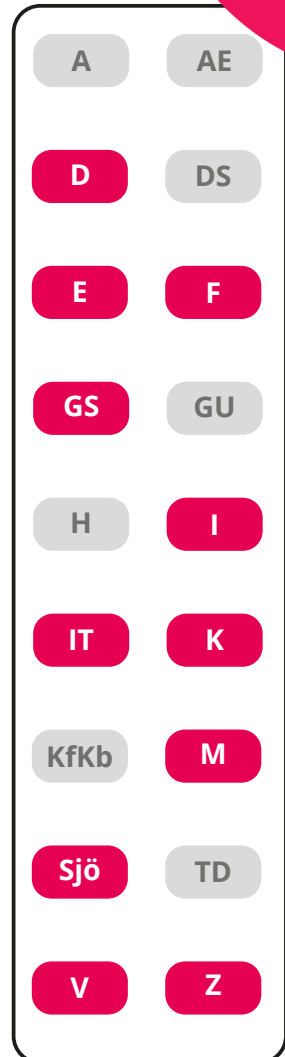 A AE
D DS
E F
GS GU
H I
IT K
KfKb M
Sjö TD
V Z